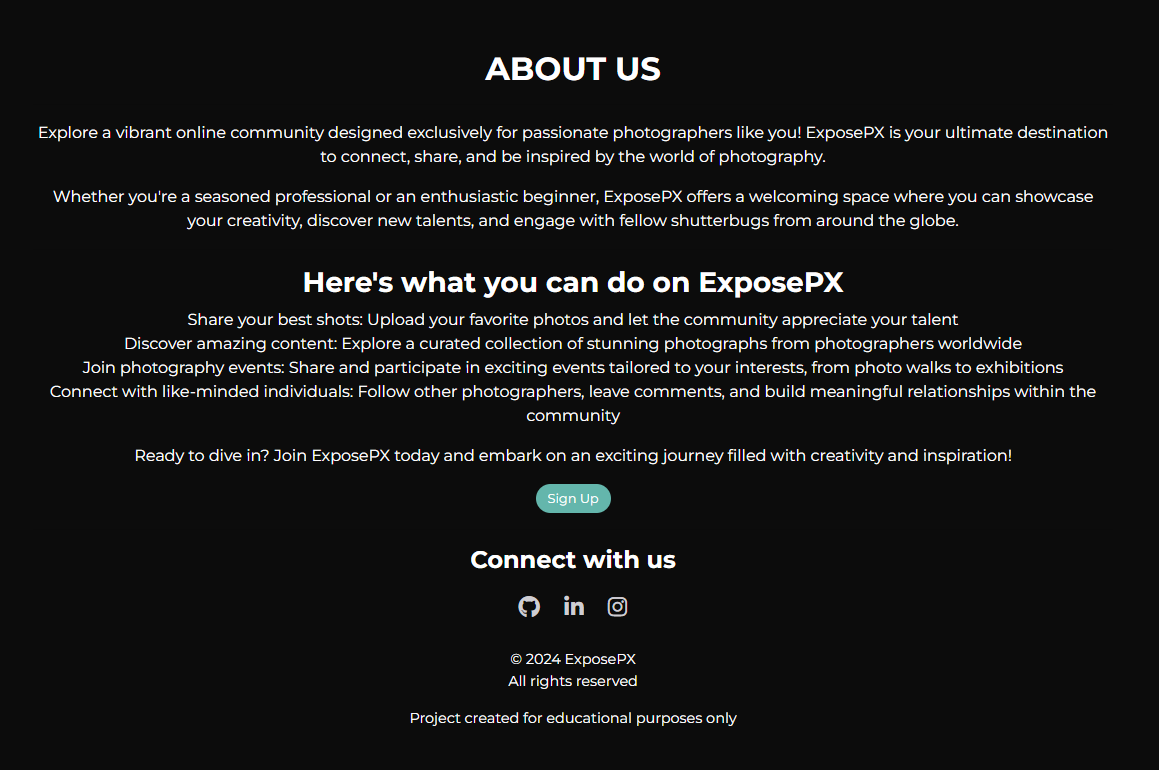 ABOUT US
Explore a vibrant online community designed exclusively for passionate photographers like you! ExposePX is your ultimate destination
to connect, share, and be inspired by the world of photography.
Whether you're a seasoned professional or an enthusiastic beginner, ExposePX offers a welcoming space where you can showcase
your creativity, discover new talents, and engage with fellow shutterbugs from around the globe.
Here's what you can do on ExposePX
Share your best shots: Upload your favorite photos and let the community appreciate your talent
Discover amazing content: Explore a curated collection of stunning photographs from photographers worldwide
Join photography events: Share and participate in exciting events tailored to your interests, from photo walks to exhibitions
Connect with like-minded individuals: Follow other photographers, leave comments, and build meaningful relationships within the
community
Ready to dive in? Join ExposePX today and embark on an exciting journey filled with creativity and inspiration!
Sign Up
Connect with us
in
© 2024 ExposePX
All rights reserved
Project created for educational purposes only